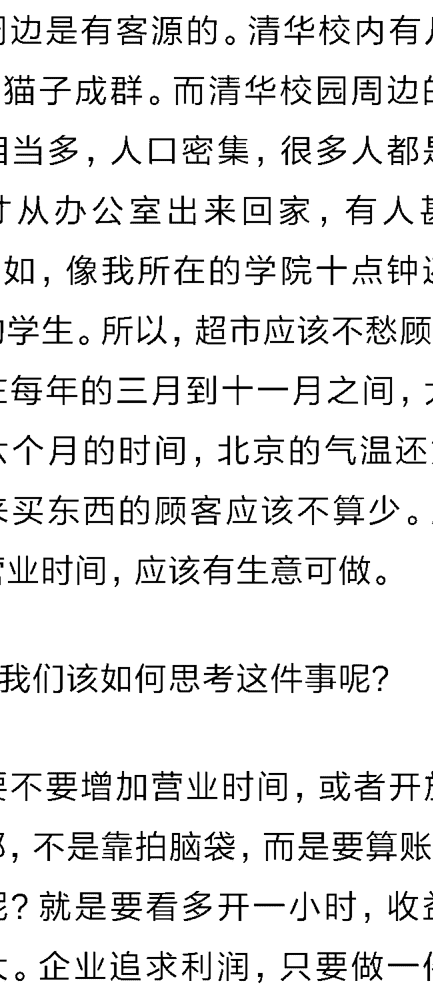 周边是有客源的。清华校内有
猫子成群。而清华校园周边的
相当多，人口密集，很多人都是
才从办公室出来回家，有人甚
如，像我所在的学院十点钟还
的学生。所以，超市应该不愁顾
在每年的三月到十一月之间，
六个月的时间，北京的气温还
来买东西的顾客应该不算少。
营业时间，应该有生意可做。
我们该如何思考这件事呢？
要不要增加营业时间，或者开放
部，不是靠拍脑袋，而是要算账
呢？就是要看多开一小时，收益
大。企业追求利润，只要做一件